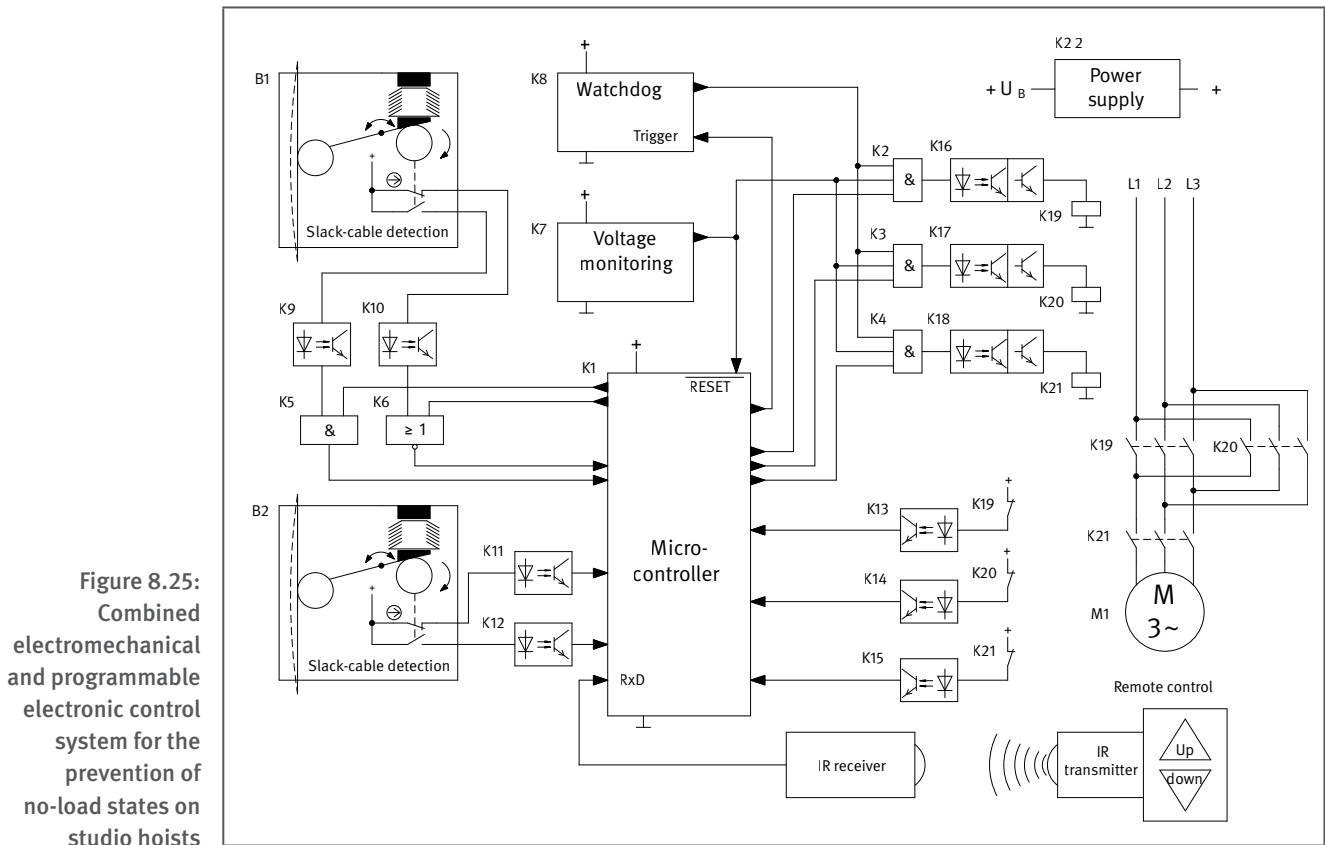 Figure 8.25:
Combined
electromechanical
and programmable
electronic control
system for the
prevention of
no-load states on
studio hoists
B1
+
Slack-cable detection
K9
K10
K5
&
K6
≥ 1
B2
+
Slack-cable detection
K11
K12
+
K8
Watchdog
Trigger
+
K7
Voltage
monitoring
+
K1
RESET
Micro-
controller
RxD
K2
&
K16
K19
K3
&
K17
K20
K4
&
K18
K21
K13
K19
+
K14
K20
+
K15
K21
+
K22
+ U B
Power
supply
+
L1 L2 L3
K19
K20
K21
M1
M
3~
IR receiver
Remote control
IR
transmitter
Up
down